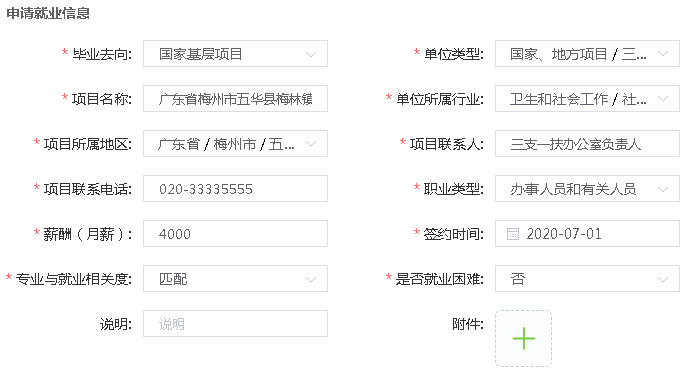 申请就业信息
* 毕业去向: 国家基层项目
* 单位类型: 国家、地方项目 / 三...
* 项目名称: 广东省梅州市五华县梅林镇
* 单位所属行业: 卫生和社会工作 / 社...
* 项目所属地区: 广东省 / 梅州市 / 五...
* 项目联系人: 三支一扶办公室负责人
* 项目联系电话: 020-33335555
* 职业类型: 办事人员和有关人员
* 薪酬（月薪）: 4000
* 签约时间: 2020-07-01
* 专业与就业相关度: 匹配
* 是否就业困难: 否
说明: 说明
附件: